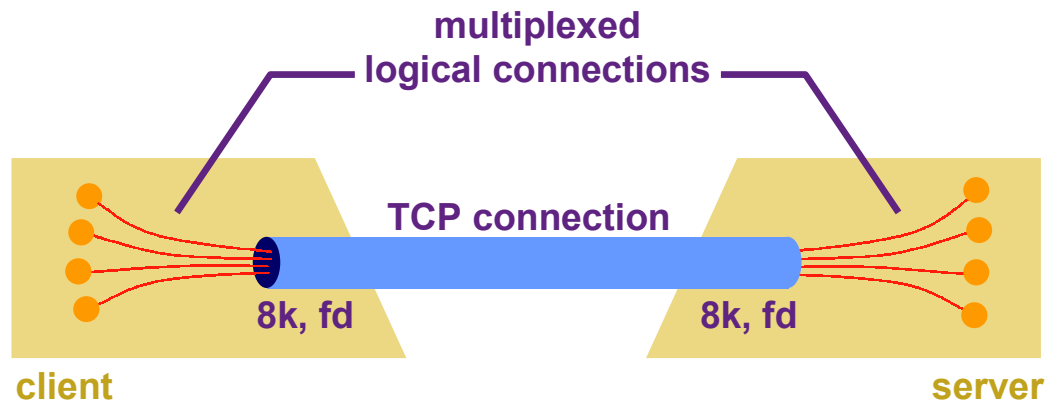 multiplexed
logical connections
TCP connection
8k, fd
8k, fd
client
server